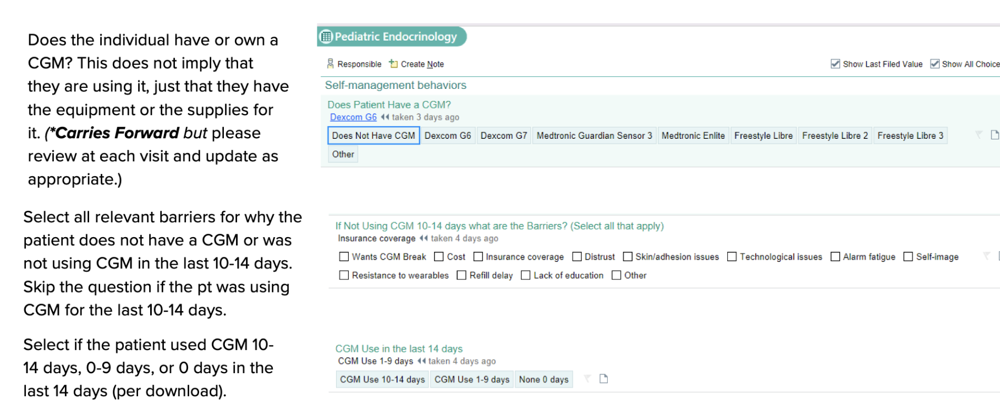 Does the individual have or own a
CGM? This does not imply that
they are using it, just that they have
the equipment or the supplies for
it. (*Carries Forward but please
review at each visit and update as
appropriate.)
Select all relevant barriers for why the
patient does not have a CGM or was
not using CGM in the last 10-14 days.
Skip the question if the pt was using
CGM for the last 10-14 days.
Select if the patient used CGM 10-
14 days, 0-9 days, or 0 days in the
last 14 days (per download).
Pediatric Endocrinology
Responsible Create Note Show Last Filed Value Show All Choice
Self-management behaviors
Does Patient Have a CGM?
Dexcom G6 taken 3 days ago
Does Not Have CGM Dexcom G6 Dexcom G7 Medtronic Guardian Sensor 3 Medtronic Enlite Freestyle Libre Freestyle Libre 2 Freestyle Libre 3
Other
If Not Using CGM 10-14 days what are the Barriers? (Select all that apply)
Insurance coverage taken 4 days ago
Wants CGM Break Cost Insurance coverage Distrust Skin/adhesion issues Technological issues Alarm fatigue Self-image
Resistance to wearables Refill delay Lack of education Other
CGM Use in the last 14 days
CGM Use 1-9 days taken 4 days ago
CGM Use 10-14 days CGM Use 1-9 days None 0 days